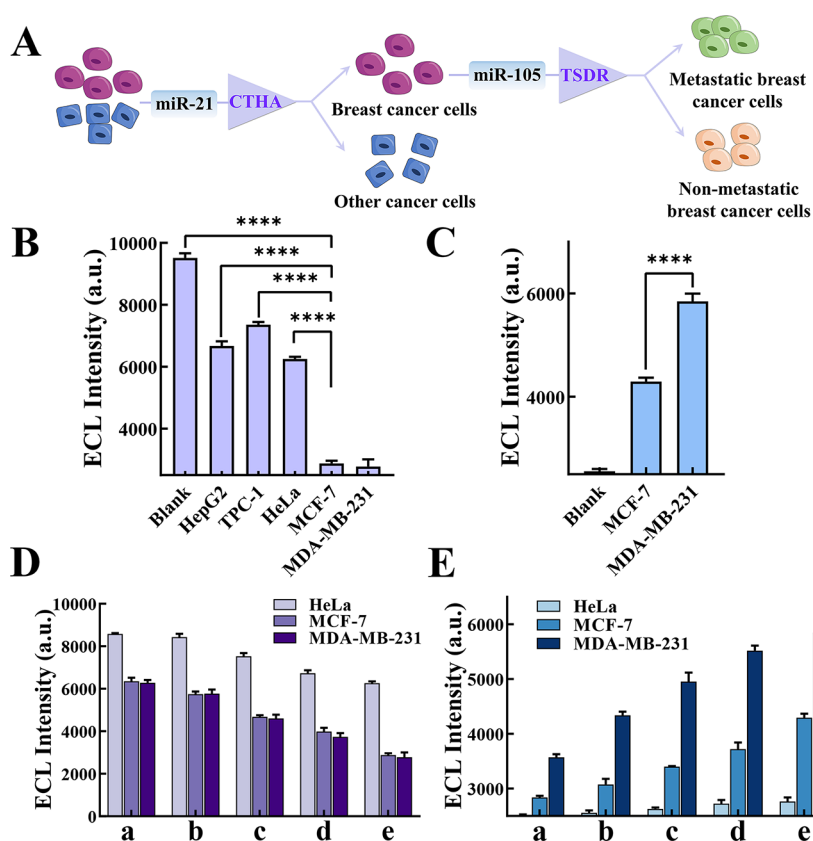 A
miR-21
CTHA
Breast cancer cells
Other cancer cells
miR-105
TSDR
Metastatic breast
cancer cells
Non-metastatic
breast cancer cells
B
ECL Intensity (a.u.)
10000
8000
6000
4000
****
****
****
****
Blank
HepG2
TPC-1
HeLa
MCF-7
MDA-MB-231
C
ECL Intensity (a.u.)
6000
4000
****
Blank
MCF-7
MDA-MB-231
D
ECL Intensity (a.u.)
10000
8000
6000
4000
2000
0
HeLa
MCF-7
MDA-MB-231
a b c d e
E
ECL Intensity (a.u.)
6000
5000
4000
3000
HeLa
MCF-7
MDA-MB-231
a b c d e